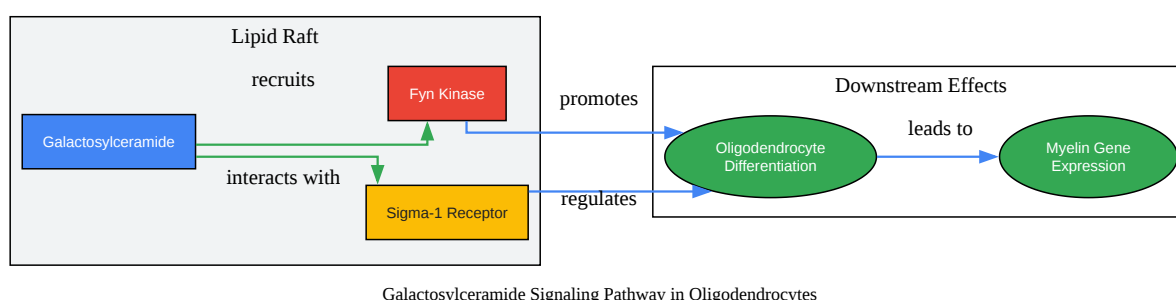 Lipid Raft
recruits
Fyn Kinase
Galactosylceramide
interacts with
Sigma-1 Receptor
promotes
regulates
Downstream Effects
Oligodendrocyte
Differentiation
leads to
Myelin Gene
Expression
Galactosylceramide Signaling Pathway in Oligodendrocytes